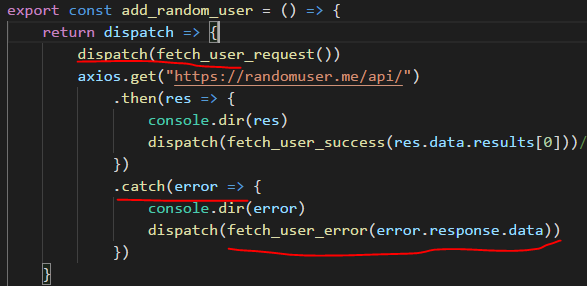 export const add_random_user = () => {
return dispatch => {
dispatch(fetch_user_request())
axios.get("https://randomuser.me/api/")
.then(res => {
console.dir(res)
dispatch(fetch_user_success(res.data.results[0]))/
})
.catch(error => {
console.dir(error)
dispatch(fetch_user_error(error.response.data))
})
}